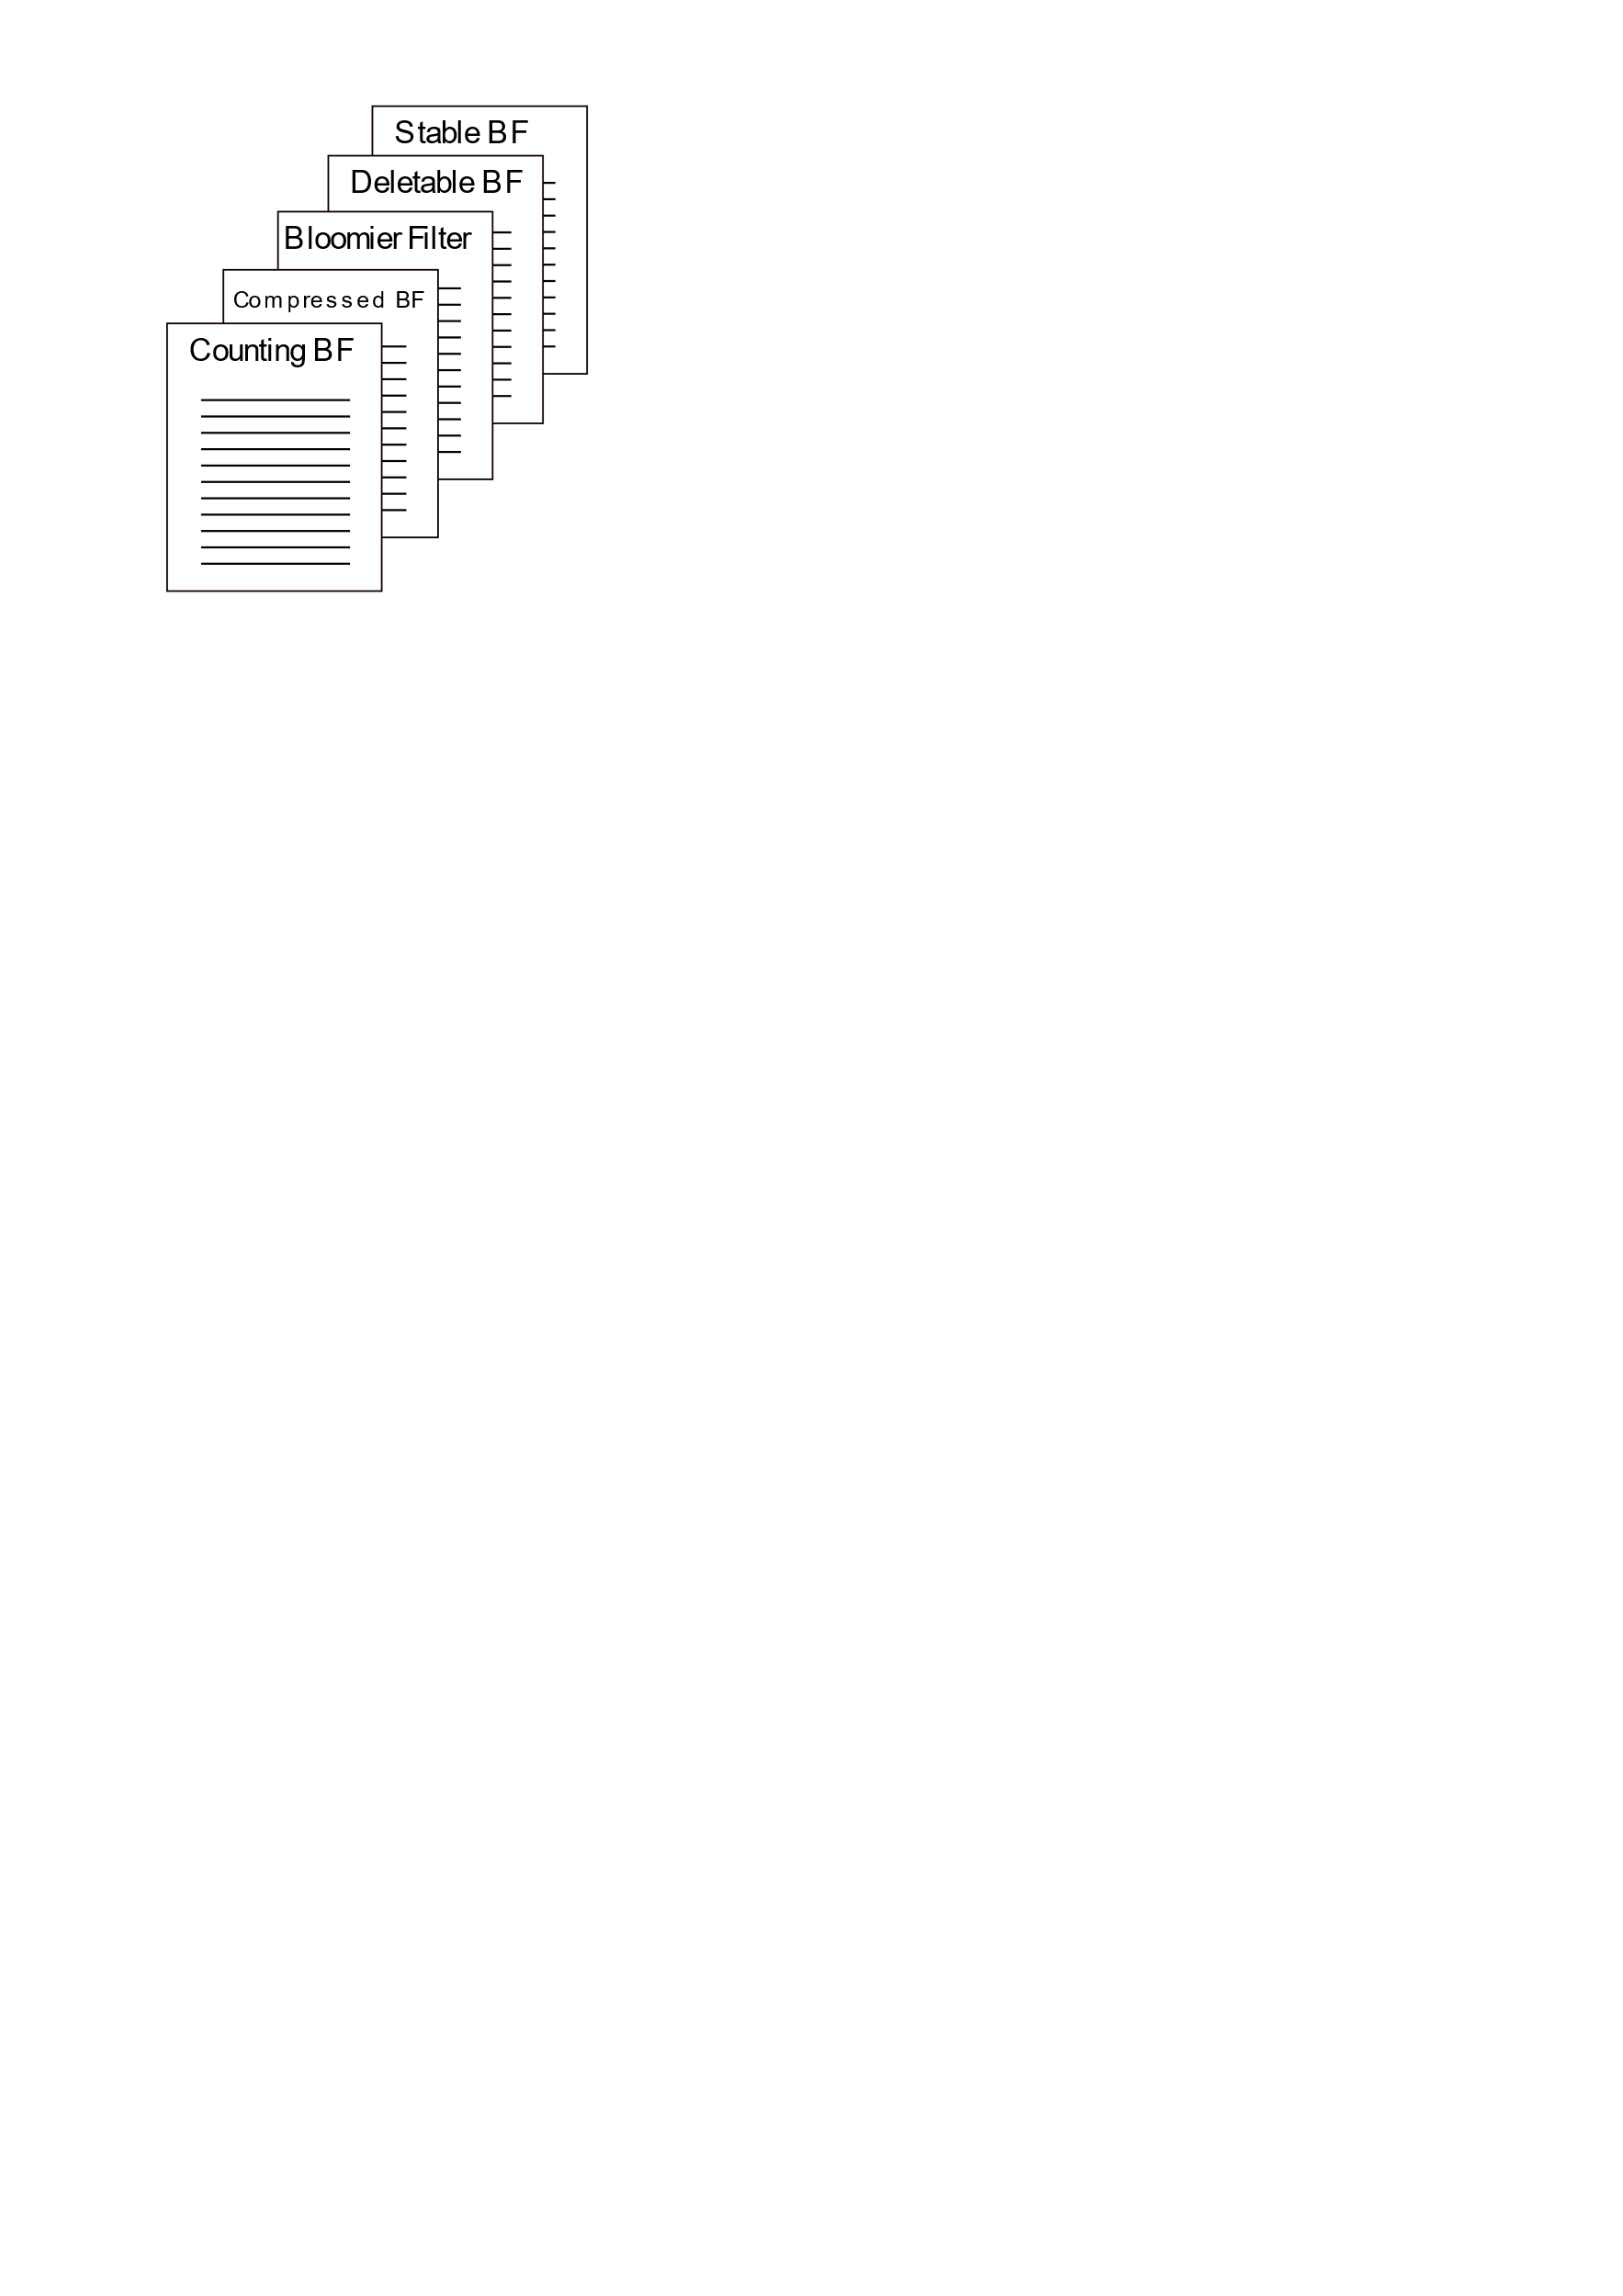 Stable BF
Deletable BF
Bloomier Filter
Compressed BF
Counting BF